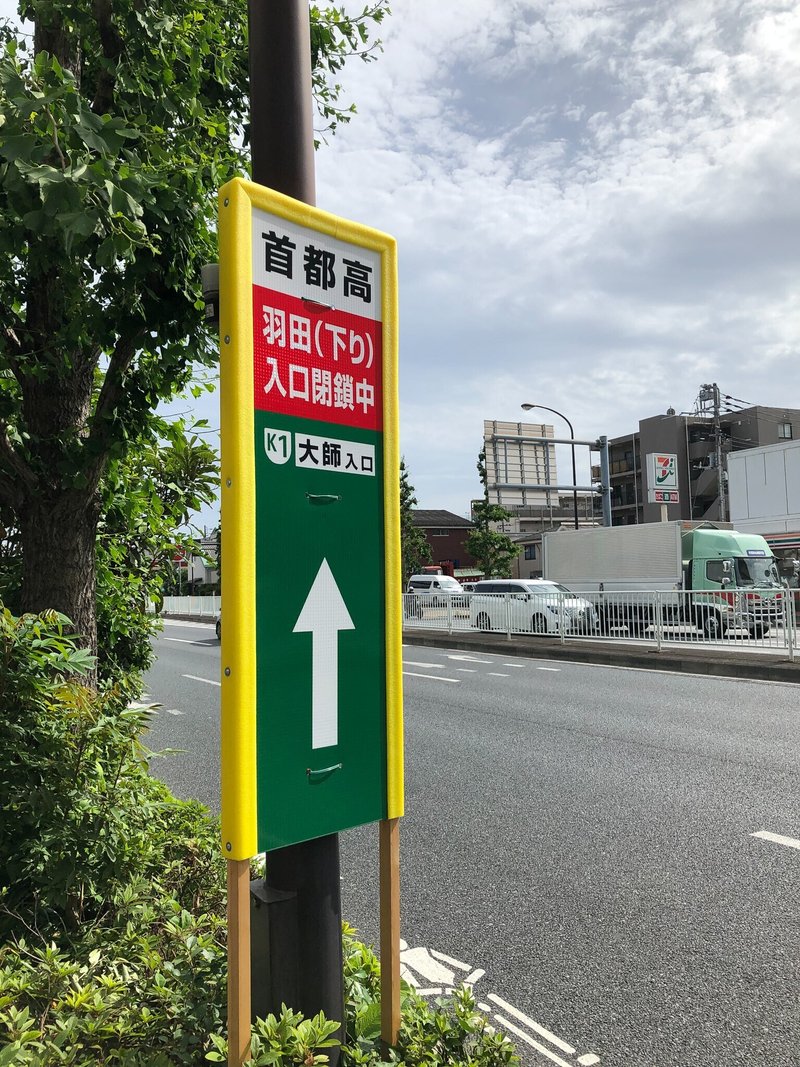 首都高
羽田(下り)
入口閉鎖中
K1 大師入口